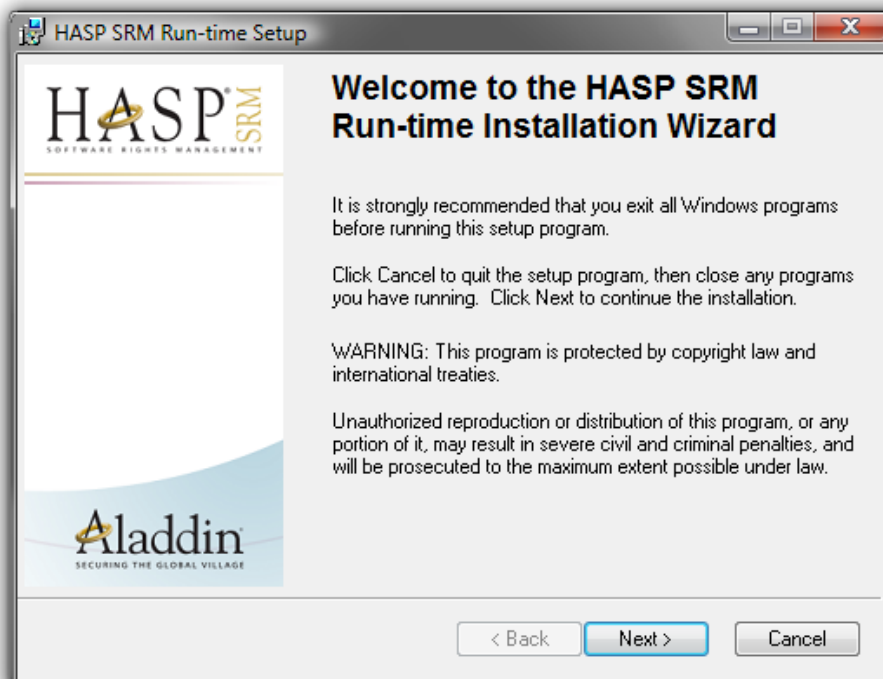 HASP SRM Run-time Setup
HASP SRM
SOFTWARE RIGHTS MANAGEMENT
Welcome to the HASP SRM
Run-time Installation Wizard
It is strongly recommended that you exit all Windows programs
before running this setup program.
Click Cancel to quit the setup program, then close any programs
you have running.  Click Next to continue the installation.
WARNING: This program is protected by copyright law and
international treaties.
Unauthorized reproduction or distribution of this program, or any
portion of it, may result in severe civil and criminal penalties, and
will be prosecuted to the maximum extent possible under law.
Aladdin
SECURING THE GLOBAL VILLAGE
< Back Next > Cancel